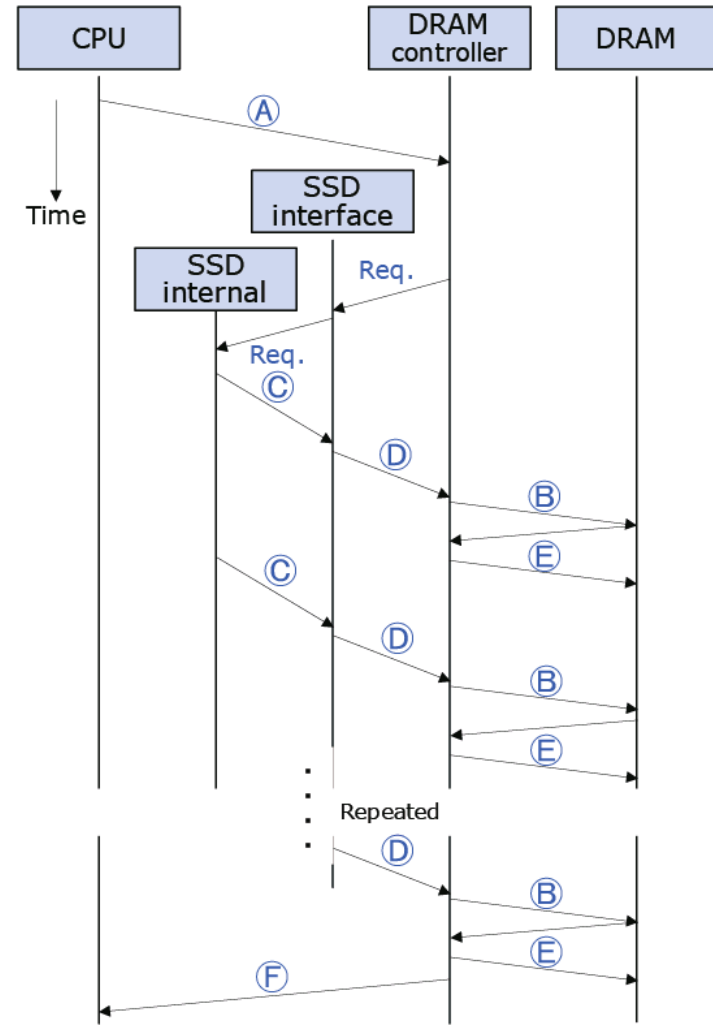 CPU
DRAM
controller
DRAM
Ⓐ
Time
SSD
interface
SSD
internal
Req.
Req.
Ⓒ
Ⓓ
Ⓑ
Ⓔ
Ⓒ
Ⓓ
Ⓑ
Ⓔ
Repeated
Ⓓ
Ⓑ
Ⓔ
Ⓕ